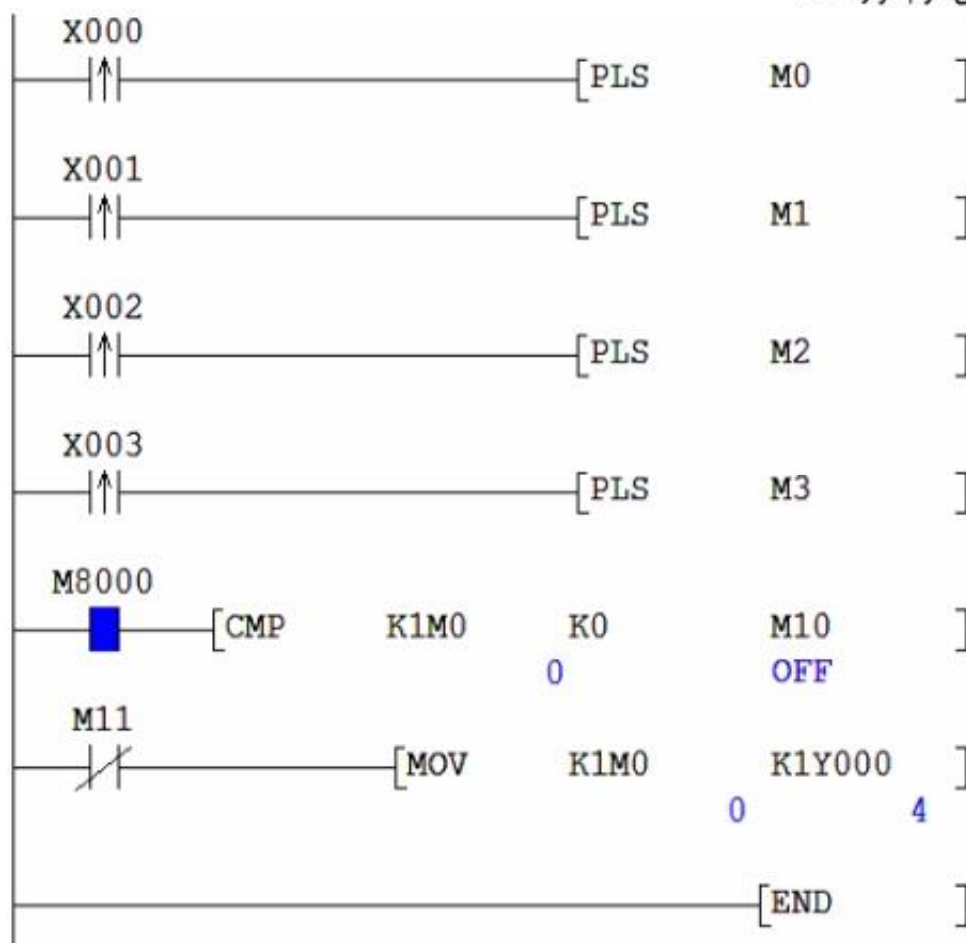 X000
[PLS M0 ]
X001
[PLS M1 ]
X002
[PLS M2 ]
X003
[PLS M3 ]
M8000
[CMP K1M0 K0 M10 ]
0 OFF
M11
[MOV K1M0 K1Y000 ]
0 4
[END ]